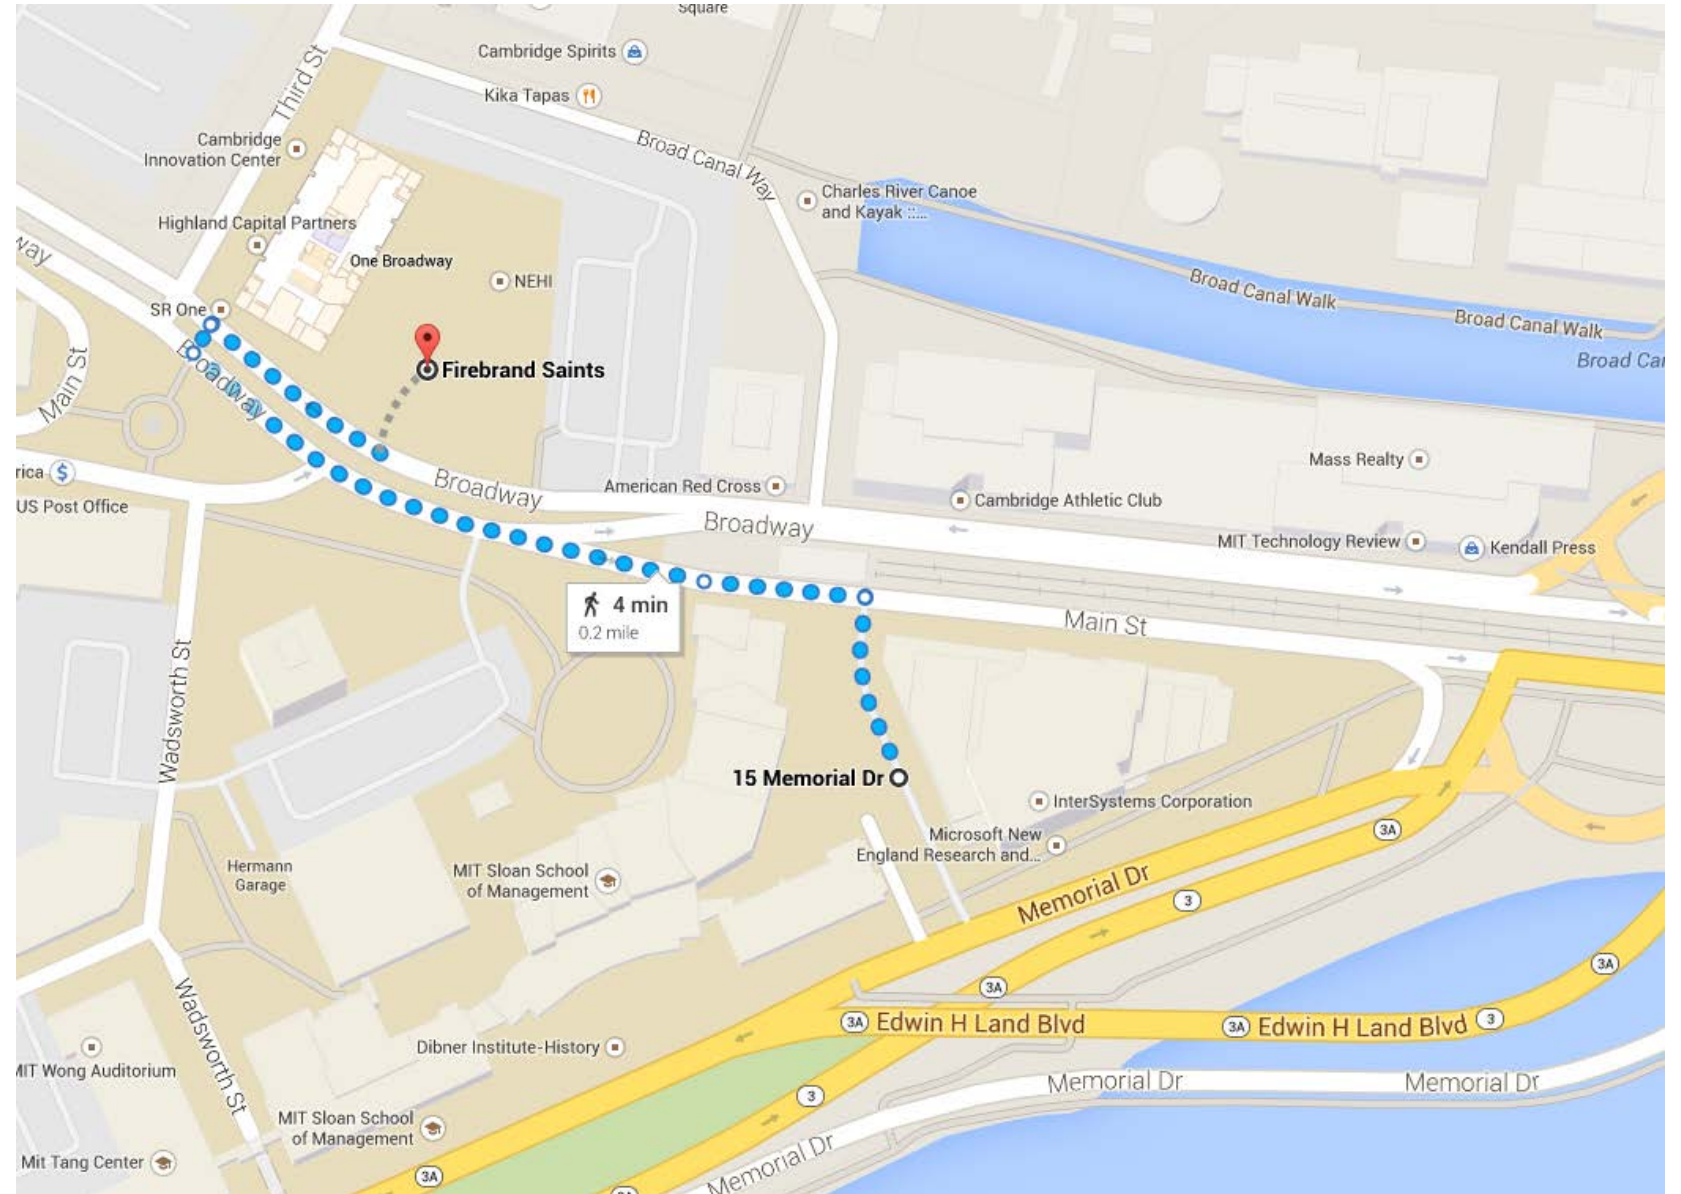 Square
Cambridge Spirits
Kika Tapas
Third St
Cambridge
Innovation Center
Broad Canal Way
Charles River Canoe
and Kayak ::...
Highland Capital Partners
One Broadway
NEHI
way
SR One
Broad Canal Walk
Broad Canal Walk
Broad Ca
Main St
Broadway
Firebrand Saints
Mass Realty
rica $
US Post Office
Broadway
American Red Cross
Cambridge Athletic Club
Broadway
MIT Technology Review
Kendall Press
4 min
0.2 mile
Main St
Wadsworth St
15 Memorial Dr
InterSystems Corporation
3A
Microsoft New
England Research and...
Hermann
Garage
MIT Sloan School
of Management
Memorial Dr
3
3A
3A
3A Edwin H Land Blvd
3A Edwin H Land Blvd 3
Wadsworth St
Dibner Institute-History
MIT Wong Auditorium
Memorial Dr
Memorial Dr
3
MIT Sloan School
of Management
Mit Tang Center
3A
Memorial Dr